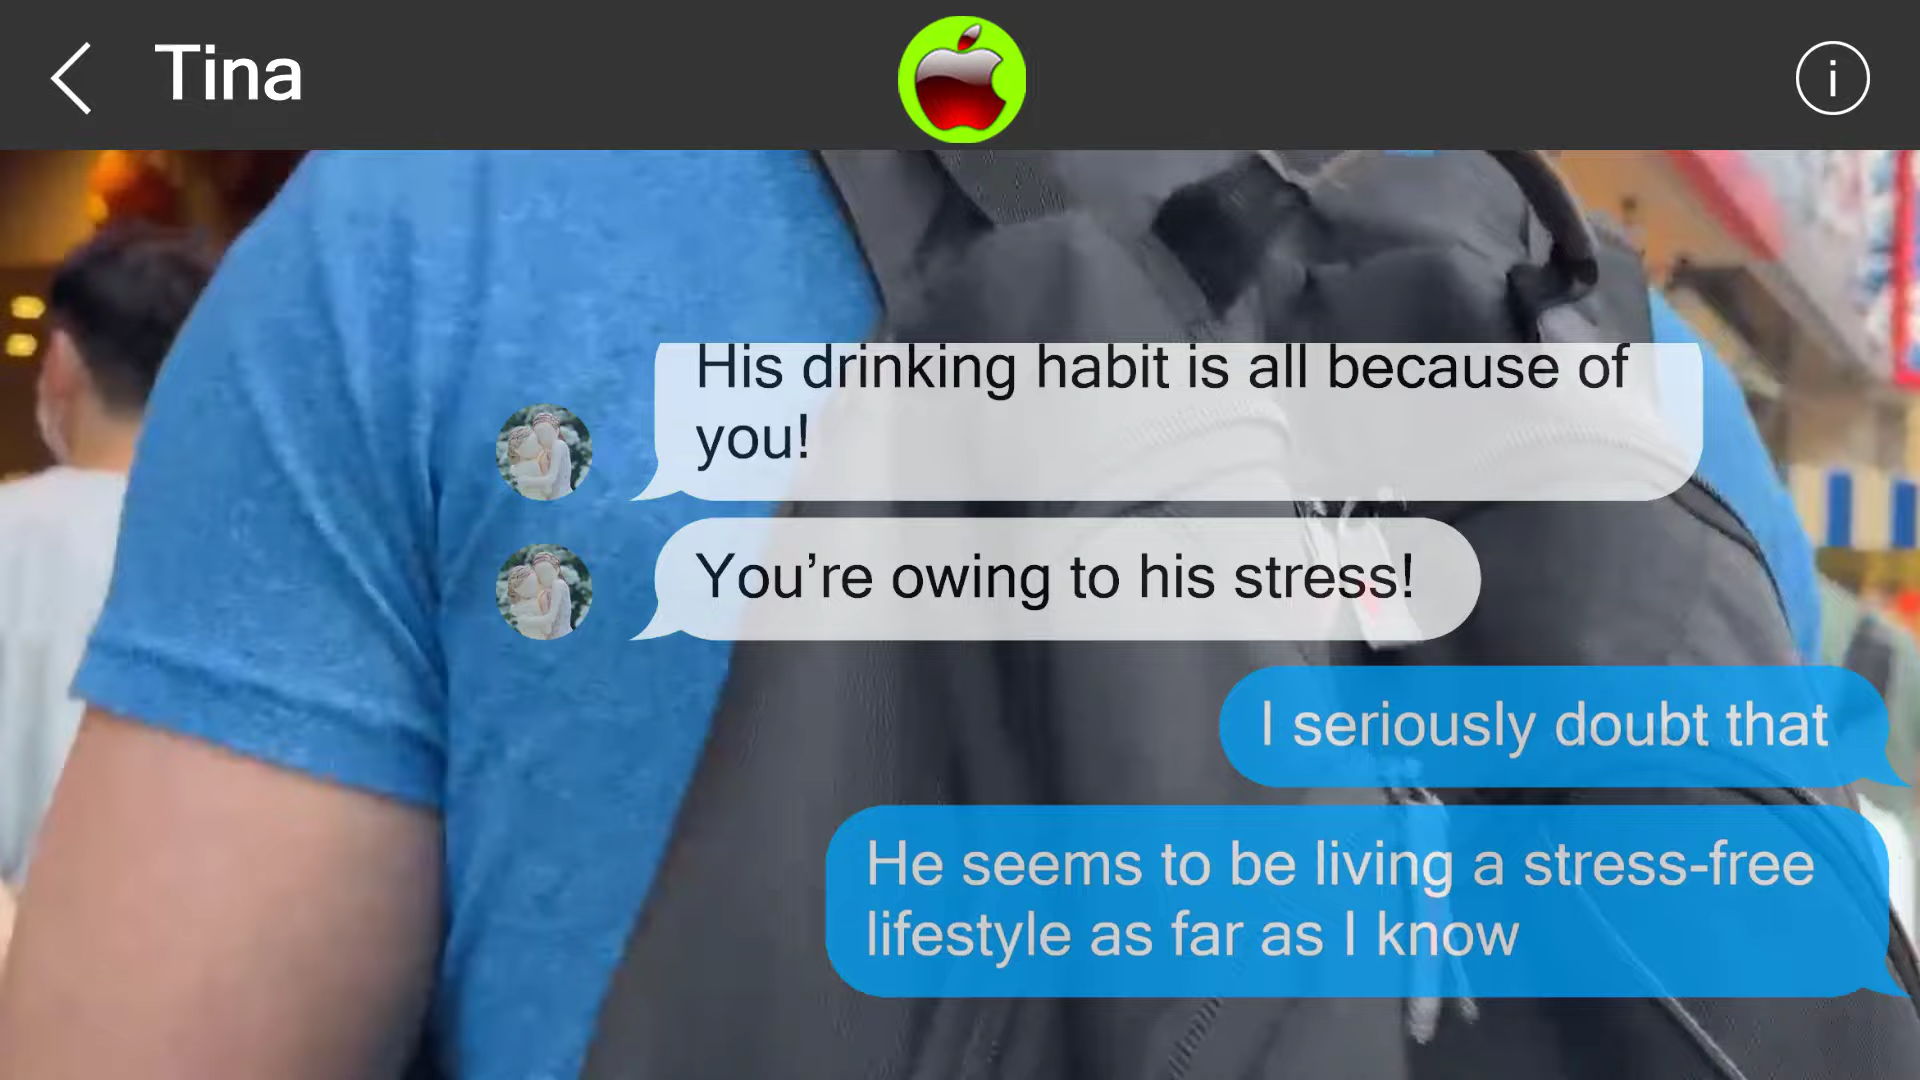 Tina
i
His drinking habit is all because of
you!
You’re owing to his stress!
I seriously doubt that
He seems to be living a stress-free
lifestyle as far as I know